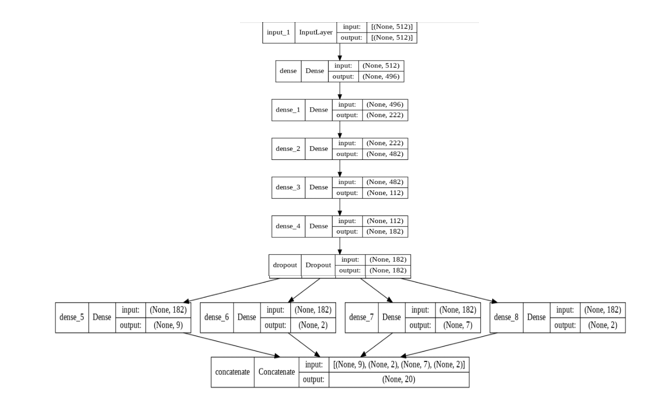 input_1 InputLayer input: [(None, 512)]
output: [(None, 512)]
dense Dense input: (None, 512)
output: (None, 496)
dense_1 Dense input: (None, 496)
output: (None, 222)
dense_2 Dense input: (None, 222)
output: (None, 482)
dense_3 Dense input: (None, 482)
output: (None, 112)
dense_4 Dense input: (None, 112)
output: (None, 182)
dropout Dropout input: (None, 182)
output: (None, 182)
dense_5 Dense input: (None, 182)
output: (None, 9)
dense_6 Dense input: (None, 182)
output: (None, 2)
dense_7 Dense input: (None, 182)
output: (None, 7)
dense_8 Dense input: (None, 182)
output: (None, 2)
concatenate Concatenate input: [(None, 9), (None, 2), (None, 7), (None, 2)]
output: (None, 20)